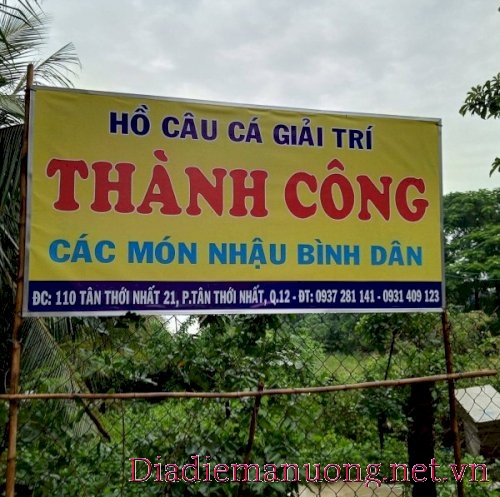 HỒ CÂU CÁ GIẢI TRÍ
THÀNH CÔNG
CÁC MÓN NHẬU BÌNH DÂN
ĐC: 110 TÂN THỚI NHẤT 21, P.TÂN THỚI NHẤT, Q.12 - ĐT: 0937 281 141 - 0931 409 123
Diadiemanuong.net.vn